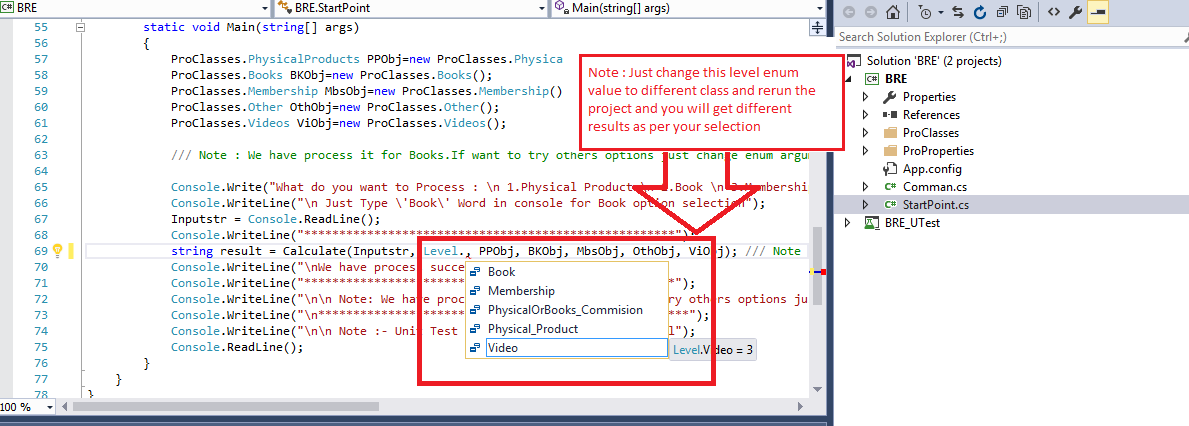 BRE
BRE.StartPoint
Main(string[] args)
55 static void Main(string[] args)
56 {
57 ProClasses.PhysicalProducts PPObj=new ProClasses.Physica
58 ProClasses.Books BKObj=new ProClasses.Books();
59 ProClasses.Membership MbsObj=new ProClasses.Membership()
60 ProClasses.Other OthObj=new ProClasses.Other();
61 ProClasses.Videos ViObj=new ProClasses.Videos();
62
63 /// Note : We have process it for Books.If want to try others options just change enum argum
64
65 Console.Write("What do you want to Process : \n 1.Physical Product \n 2.Book \n 3.Membershi
66 Console.WriteLine("\n Just Type \'Book\' Word in console for Book option selection");
67 Inputstr = Console.ReadLine();
68 Console.WriteLine("*****************************************************");
69 string result = Calculate(Inputstr, Level., PPObj, BKObj, MbsObj, OthObj, ViObj); /// Note
70 Console.WriteLine("\nWe have process succe
71 Console.WriteLine("********************** ");
72 Console.WriteLine("\n\n Note: We have proc ry others options ju
73 Console.WriteLine("\n******************** **");
74 Console.WriteLine("\n\n Note :- Unit Test l");
75 Console.ReadLine();
76 }
77 }
78 }
100 %
Note : Just change this level enum
value to different class and rerun the
project and you will get different
results as per your selection
Book
Membership
PhysicalOrBooks_Commision
Physical_Product
Video
Level.Video = 3
Search Solution Explorer (Ctrl+;)
Solution 'BRE' (2 projects)
BRE
Properties
References
ProClasses
ProProperties
App.config
Comman.cs
StartPoint.cs
BRE_UTest